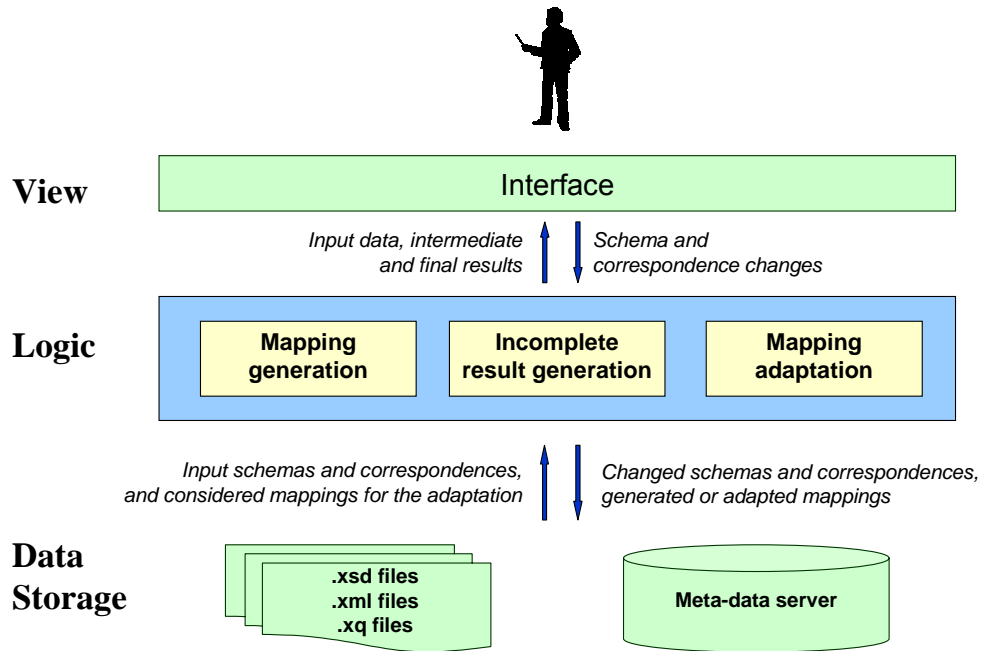 View
Interface
Input data, intermediate
and final results
Schema and
correspondence changes
Logic
Mapping
generation
Incomplete
result generation
Mapping
adaptation
Input schemas and correspondences,
and considered mappings for the adaptation
Changed schemas and correspondences,
generated or adapted mappings
Data
Storage
.xsd files
.xml files
.xq files
Meta-data server